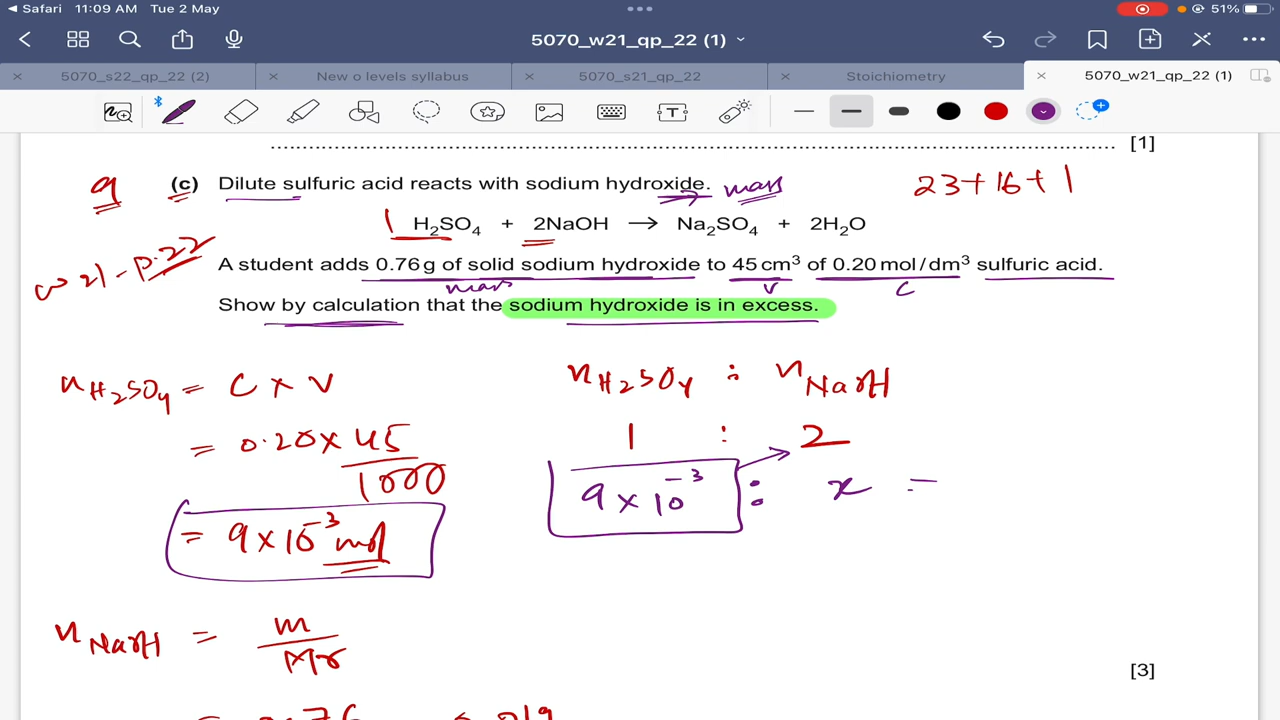 Safari 11:09 AM Tue 2 May 51%
5070_w21_qp_22 (1)
5070_s22_qp_22 (2) New o levels syllabus 5070_s21_qp_22 Stoichiometry 5070_w21_qp_22 (1)
[1]
9 (c) Dilute sulfuric acid reacts with sodium hydroxide. mass 23+16+1
1 H₂SO₄ + 2NaOH → Na₂SO₄ + 2H₂O
w21 - p.22
A student adds 0.76 g of solid sodium hydroxide to 45 cm³ of 0.20 mol/dm³ sulfuric acid.
mass v c
Show by calculation that the sodium hydroxide is in excess.
n H₂SO₄ = C × V
n H₂SO₄ : n NaOH
= 0.20 × 45/1000
1 : 2
9 × 10⁻³ : x =
= 9 × 10⁻³ mol
n NaOH = m/Mr
[3]